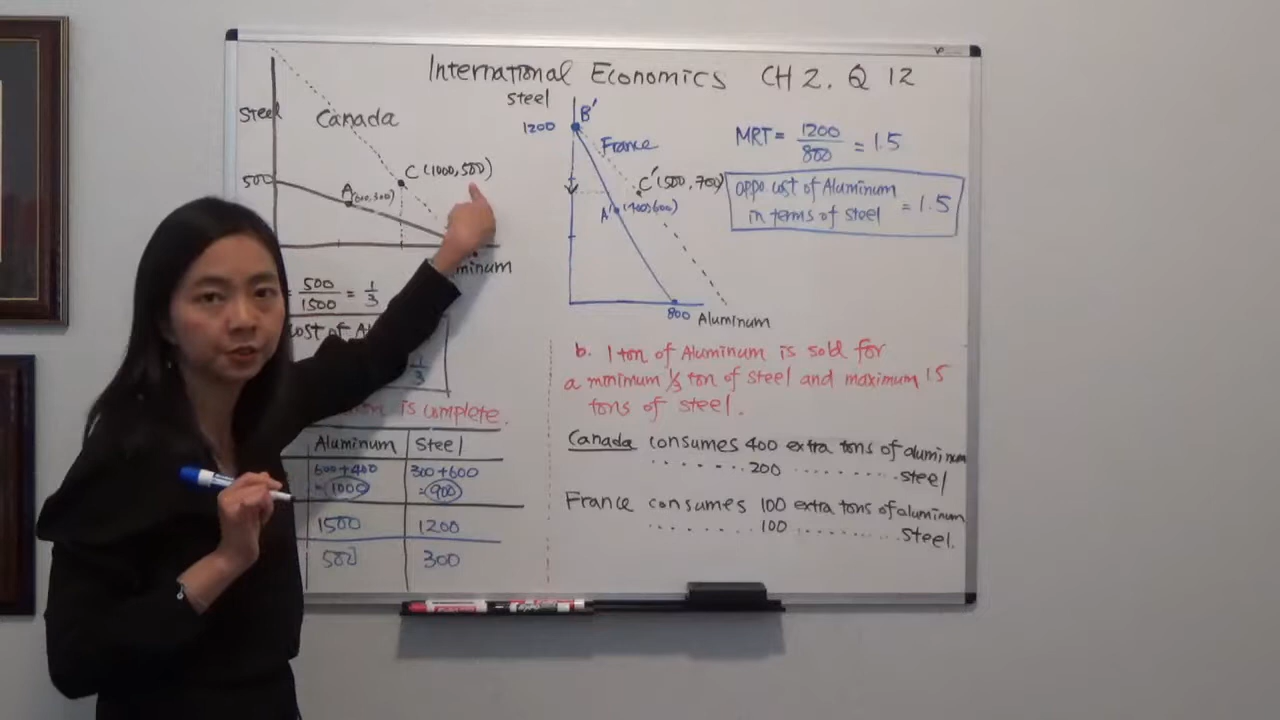 International Economics CH 2. Q 12
Steel
Canada
C (1000, 500)
500
A (600, 300)
minum
= 500/1500 = 1/3
cost of Al
1/3
is complete.
Aluminum Steel
600+400 300+600
=1000 =900
1500 1200
500 300
Steel
1200 B'
France
C' (500, 700)
A' (400,600)
800 Aluminum
MRT = 1200/800 = 1.5
oppo cost of Aluminum
in terms of steel = 1.5
b. 1 ton of Aluminum is sold for
a minimum 1/3 ton of steel and maximum 1.5
tons of steel.
Canada consumes 400 extra tons of aluminum
. . . . . . 200 . . . . . . . . . steel
France consumes 100 extra tons of aluminum
. . . . . . 100 . . . . . . . . . steel.